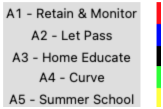 A1 - Retain & Monitor
A2 - Let Pass
A3 - Home Educate
A4 - Curve
A5 - Summer School